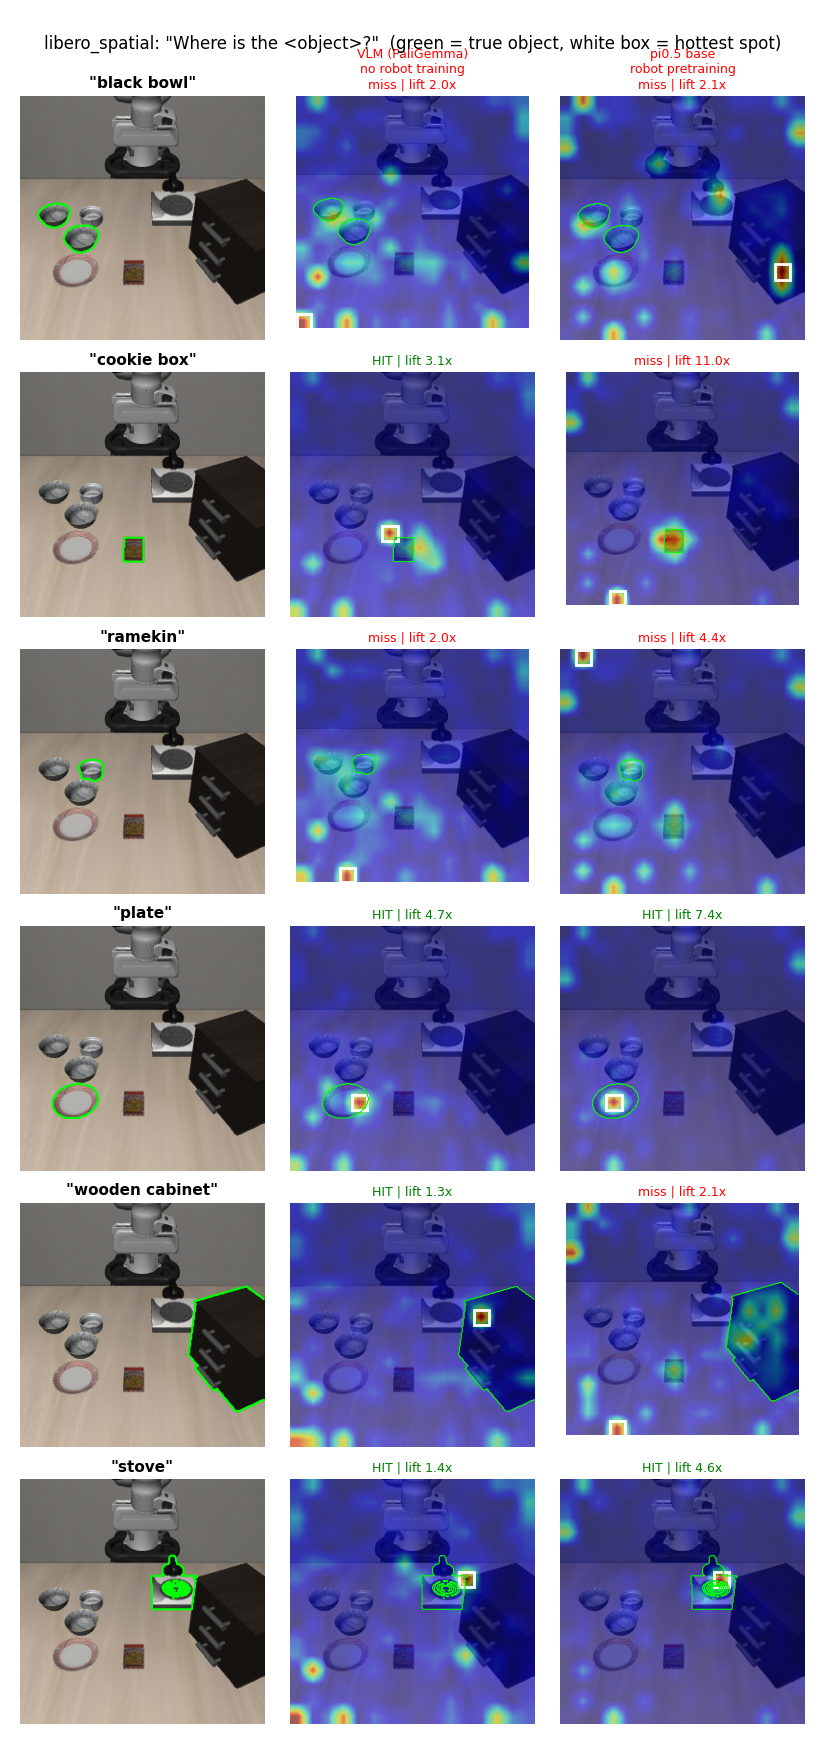 libero_spatial: "Where is the <object>?"  (green = true object, white box = hottest spot)
"black bowl"
VLM (PaliGemma)
no robot training
miss | lift 2.0x
pi0.5 base
robot pretraining
miss | lift 2.1x
"cookie box"
HIT | lift 3.1x
miss | lift 11.0x
"ramekin"
miss | lift 2.0x
miss | lift 4.4x
"plate"
HIT | lift 4.7x
HIT | lift 7.4x
"wooden cabinet"
HIT | lift 1.3x
miss | lift 2.1x
"stove"
HIT | lift 1.4x
HIT | lift 4.6x